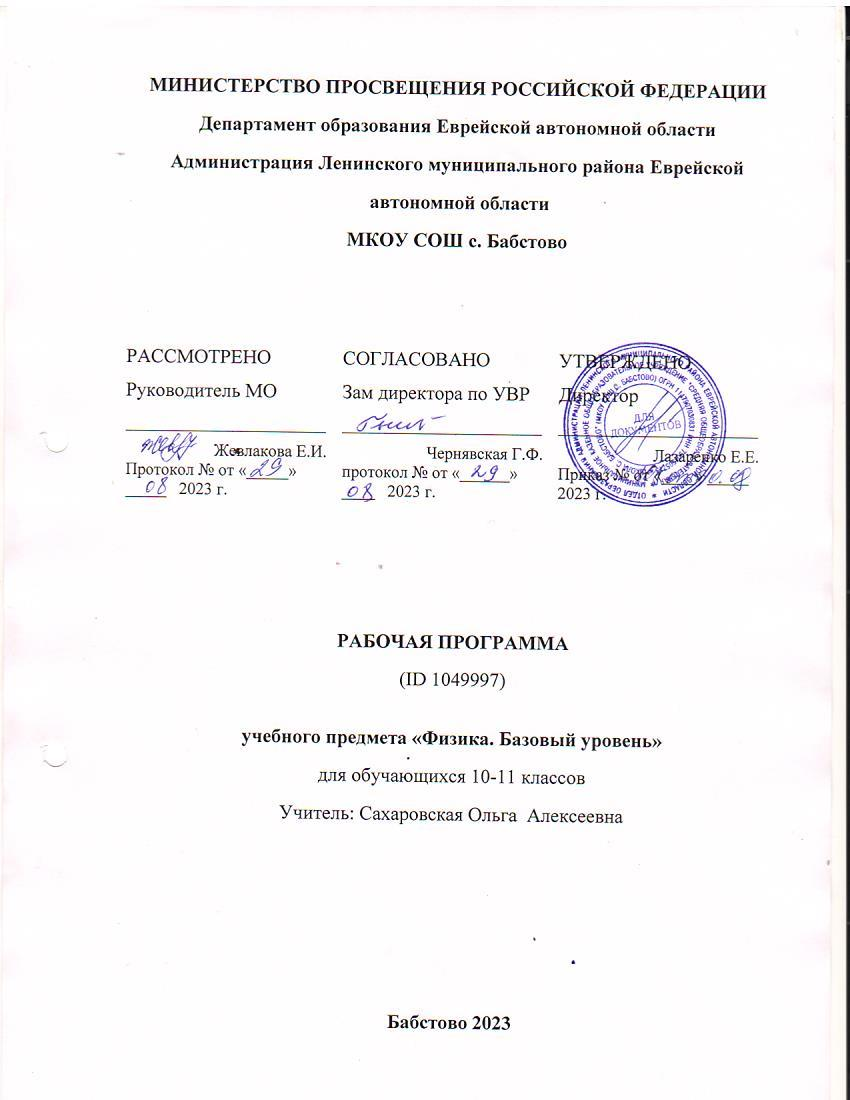 МИНИСТЕРСТВО ПРОСВЕЩЕНИЯ РОССИЙСКОЙ ФЕДЕРАЦИИ
Департамент образования Еврейской автономной области
Администрация Ленинского муниципального района Еврейской
автономной области
МКОУ СОШ с. Бабстово
РАССМОТРЕНО
Руководитель МО
Жевлакова Е.И.
Протокол № от «29»
08 2023 г.
СОГЛАСОВАНО
Зам директора по УВР
Чернявская Г.Ф.
протокол № от «29»
08 2023 г.
УТВЕРЖДЕНО
Директор
ДЛЯ
ДОКУМЕНТОВ
Лазаренко Е.Е.
Приказ № от
2023 г.
РАБОЧАЯ ПРОГРАММА
(ID 1049997)
учебного предмета «Физика. Базовый уровень»
для обучающихся 10-11 классов
Учитель: Сахаровская Ольга Алексеевна
Бабстово 2023